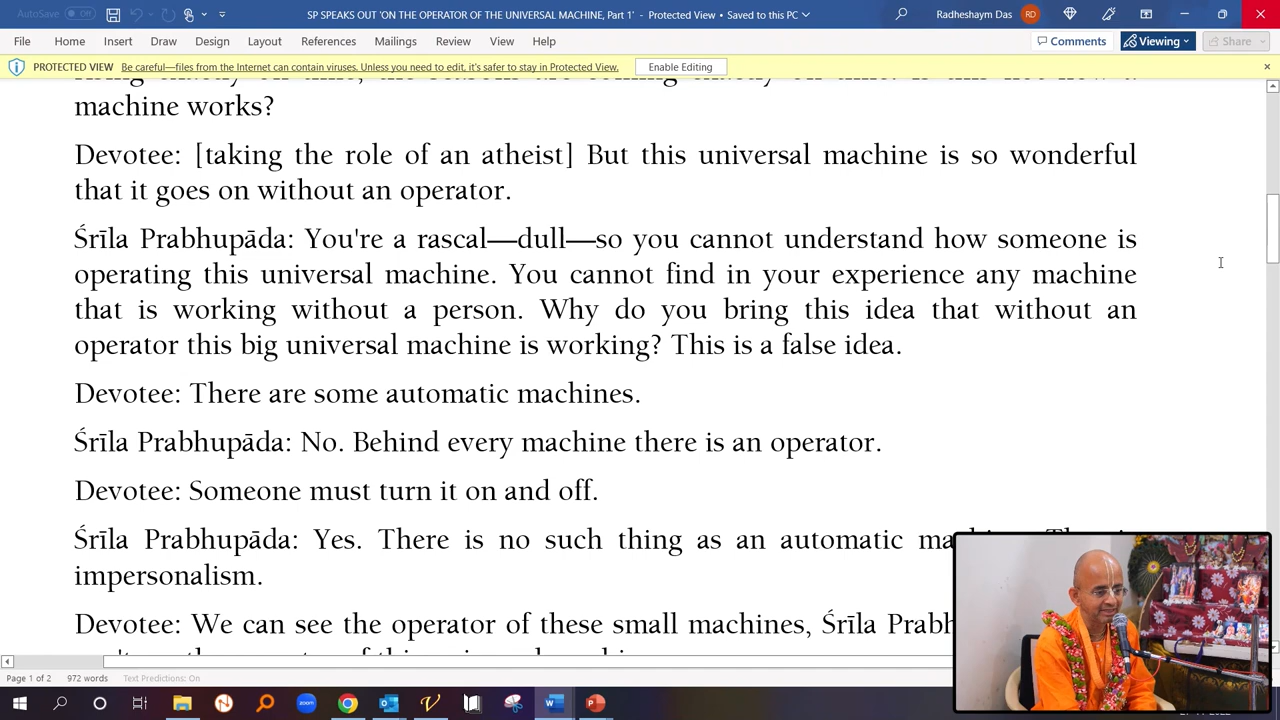 AutoSave
SP SPEAKS OUT 'ON THE OPERATOR OF THE UNIVERSAL MACHINE, Part 1' - Protected View • Saved to this PC
Radheshaym Das
RD
File Home Insert Draw Design Layout References Mailings Review View Help
Comments
Viewing
Share
PROTECTED VIEW Be careful—files from the Internet can contain viruses. Unless you need to edit, it's safer to stay in Protected View.
Enable Editing
machine works?
Devotee: [taking the role of an atheist] But this universal machine is so wonderful
that it goes on without an operator.
Śrīla Prabhupāda: You're a rascal—dull—so you cannot understand how someone is
operating this universal machine. You cannot find in your experience any machine
that is working without a person. Why do you bring this idea that without an
operator this big universal machine is working? This is a false idea.
Devotee: There are some automatic machines.
Śrīla Prabhupāda: No. Behind every machine there is an operator.
Devotee: Someone must turn it on and off.
Śrīla Prabhupāda: Yes. There is no such thing as an automatic
impersonalism.
Devotee: We can see the operator of these small machines, Śrīla
Page 1 of 2 972 words Text Predictions: On